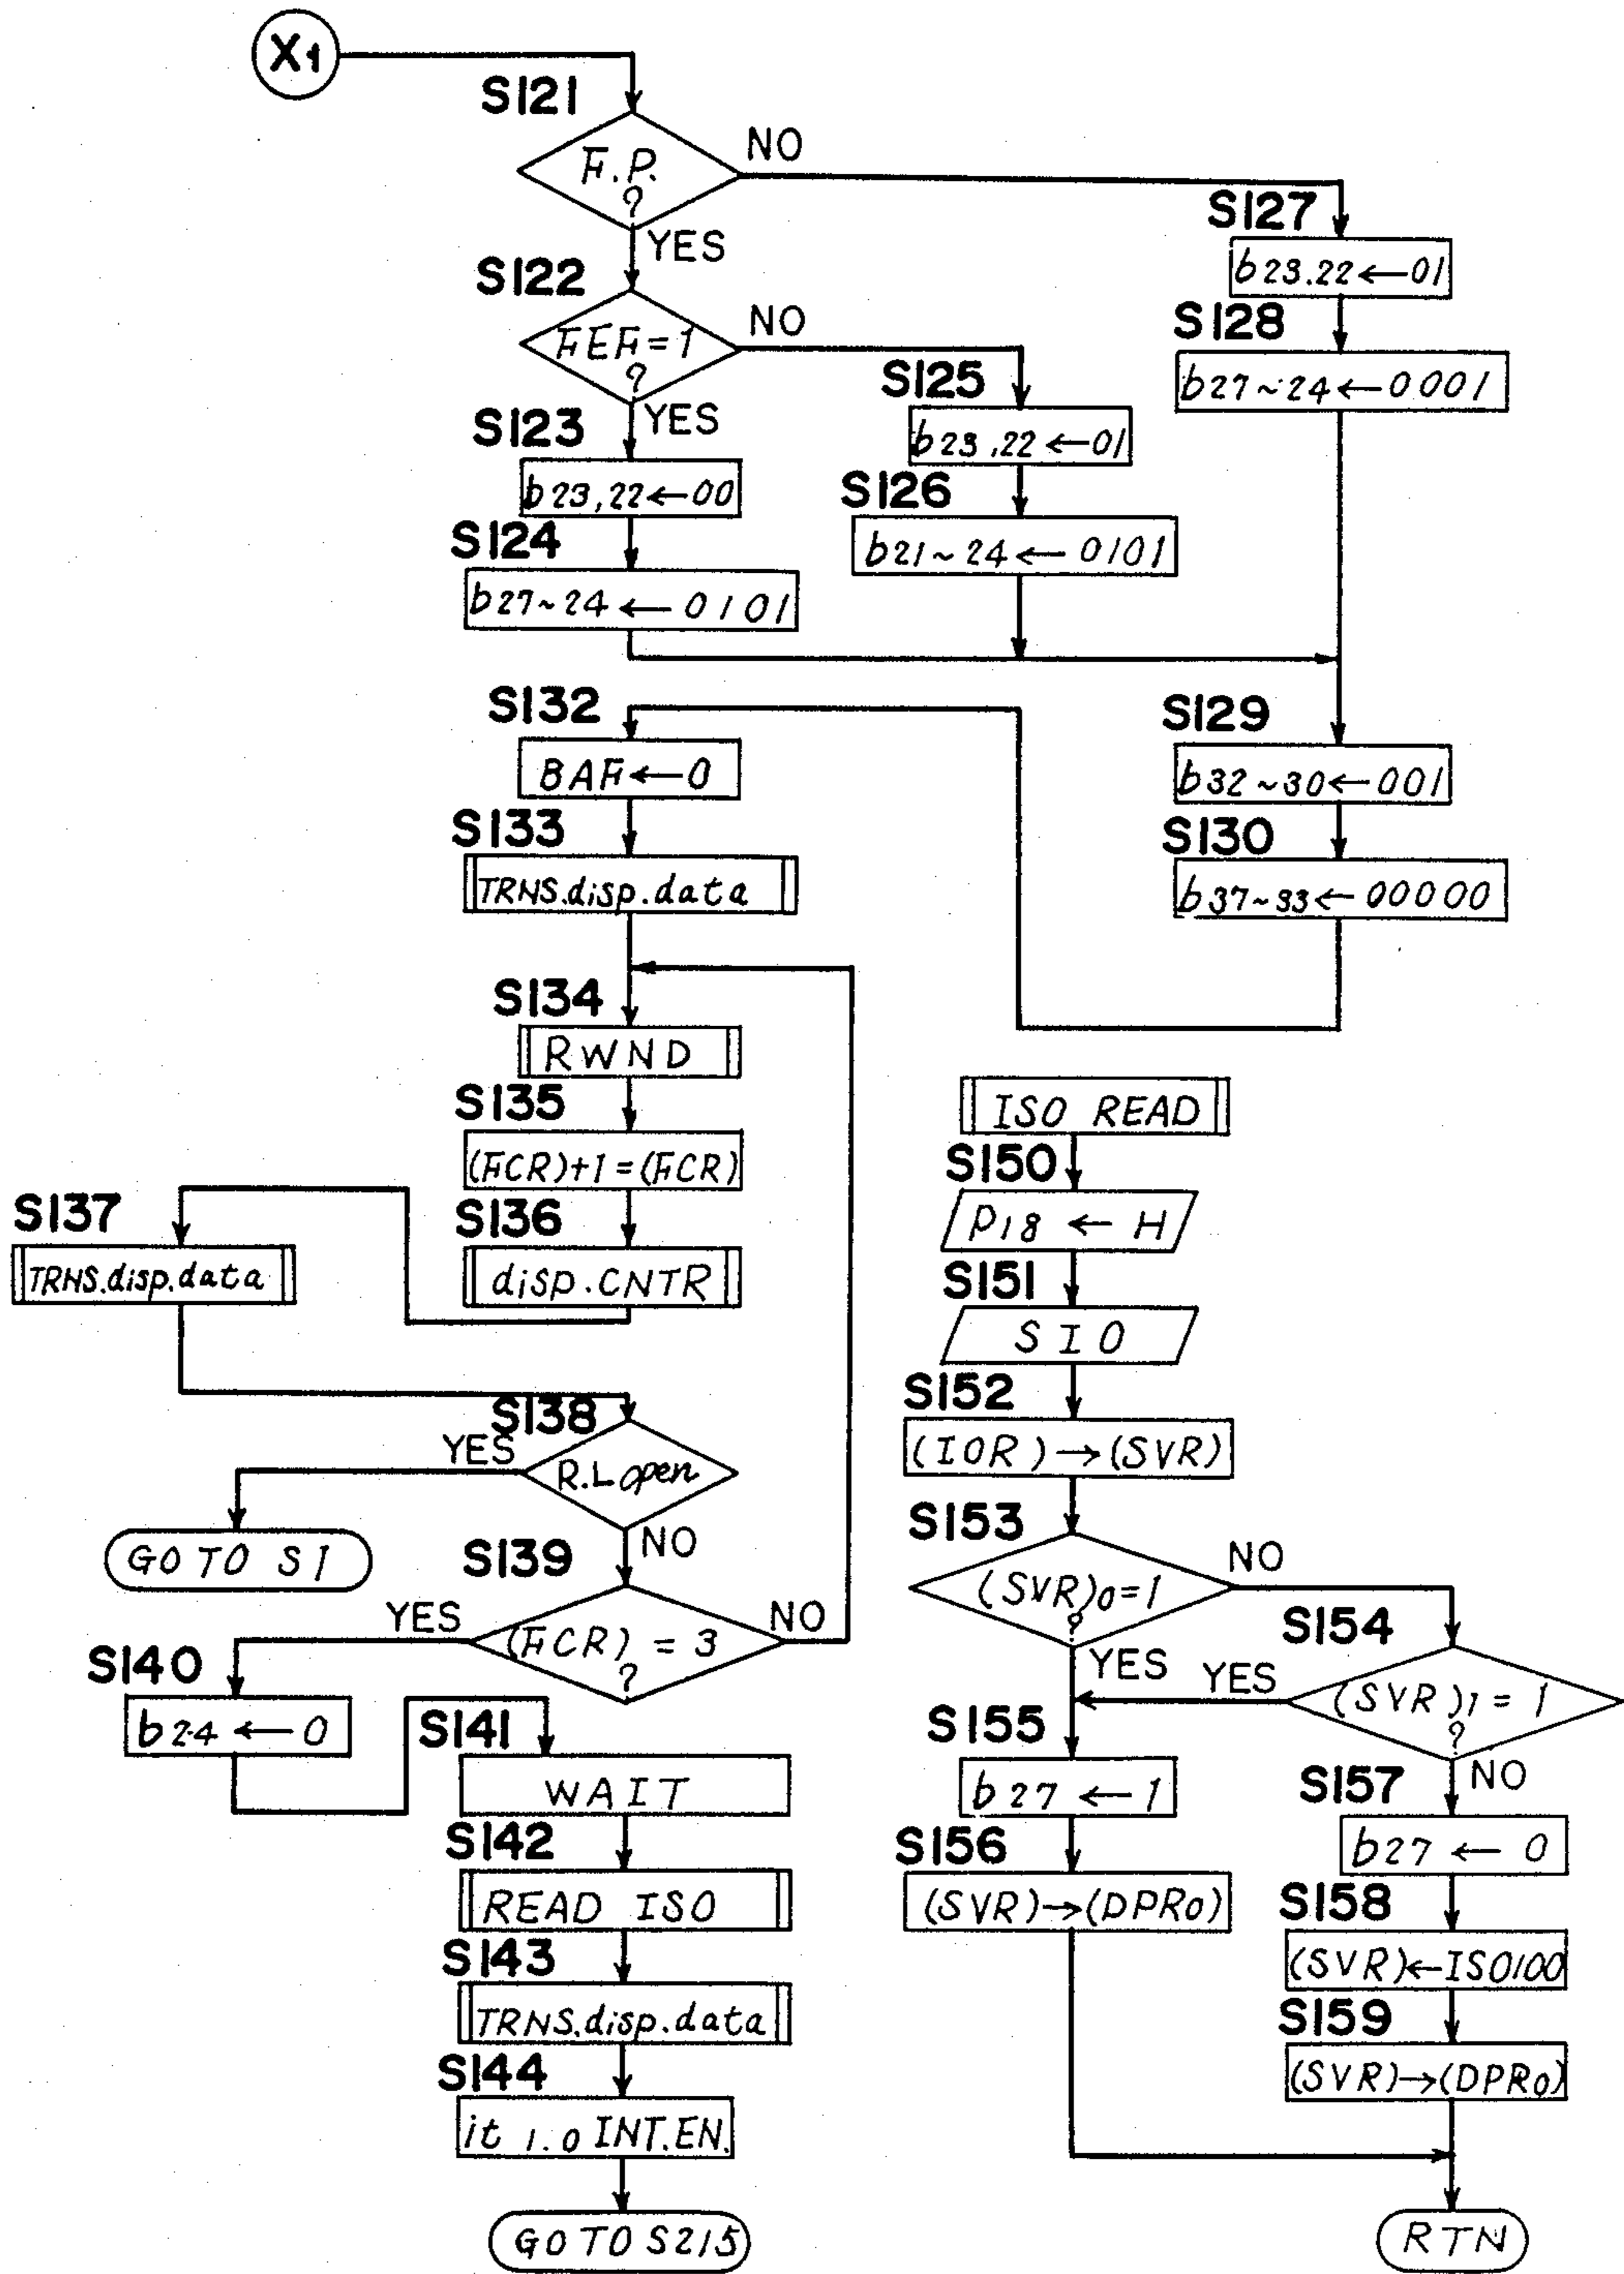 X1
S121
F.P.
?
NO
YES
S122
FEF=1
?
NO
YES
S123
b23,22←00
S124
b27~24←0101
S125
b23,22←01
S126
b21~24←0101
S127
b23.22←01
S128
b27~24←0001
S129
b32~30←001
S130
b37~33←00000
S132
BAF←0
S133
TRNS.disp.data
S134
RWND
S135
(FCR)+1=(FCR)
S136
disp.CNTR
S137
TRNS.disp.data
S138
R.Lopen
YES
NO
GO TO S1
S139
(FCR) = 3
?
YES
NO
S140
b24←0
S141
WAIT
S142
READ ISO
S143
TRNS.disp.data
S144
it 1.0 INT.EN.
GO TO S215
ISO READ
S150
P18 ← H
S151
SIO
S152
(IOR)→(SVR)
S153
(SVR)0=1
?
NO
YES
S154
(SVR)1=1
?
YES
NO
S155
b27←1
S156
(SVR)→(DPR0)
S157
b27←0
S158
(SVR)←ISO100
S159
(SVR)→(DPR0)
RTN